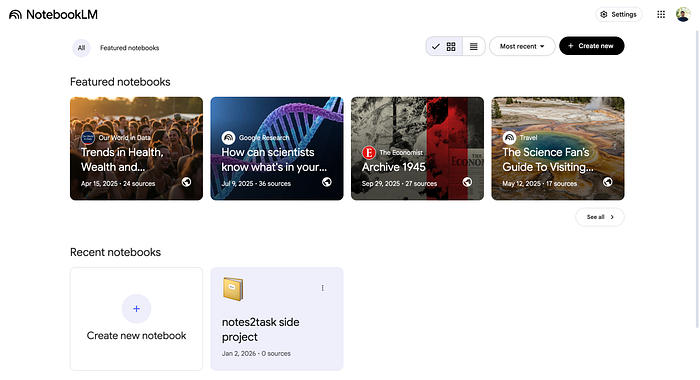 NotebookLM
Settings
All
Featured notebooks
Most recent
Create new
Featured notebooks
Our World in Data
Trends in Health,
Wealth and...
Apr 15, 2025 • 24 sources
Google Research
How can scientists
know what's in your...
Jul 9, 2025 • 36 sources
The Economist
Archive 1945
Sep 29, 2025 • 27 sources
Travel
The Science Fan's
Guide To Visiting...
May 12, 2025 • 17 sources
See all
Recent notebooks
Create new notebook
notes2task side
project
Jan 2, 2026 • 0 sources